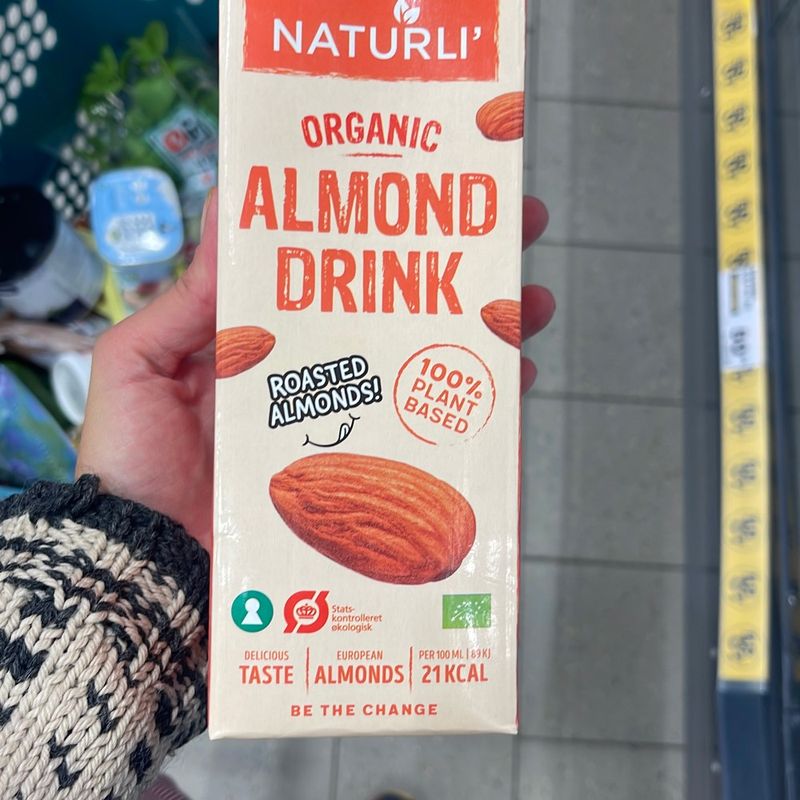 NATURLI'
ORGANIC
ALMOND
DRINK
ROASTED
ALMONDS!
100%
PLANT
BASED
Stats-
kontrolleret
økologisk
DELICIOUS
TASTE
EUROPEAN
ALMONDS
PER 100 ML | 89 KJ
21 KCAL
BE THE CHANGE